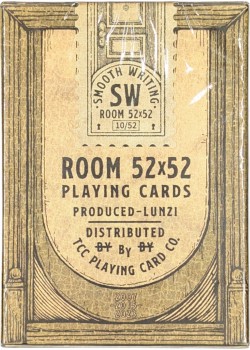 SMOOTH WRITING
SW
ROOM 52x52
10/52
ROOM 52x52
PLAYING CARDS
PRODUCED-LUNZI
DISTRIBUTED
BY By BY
TCC PLAYING CARD CO.